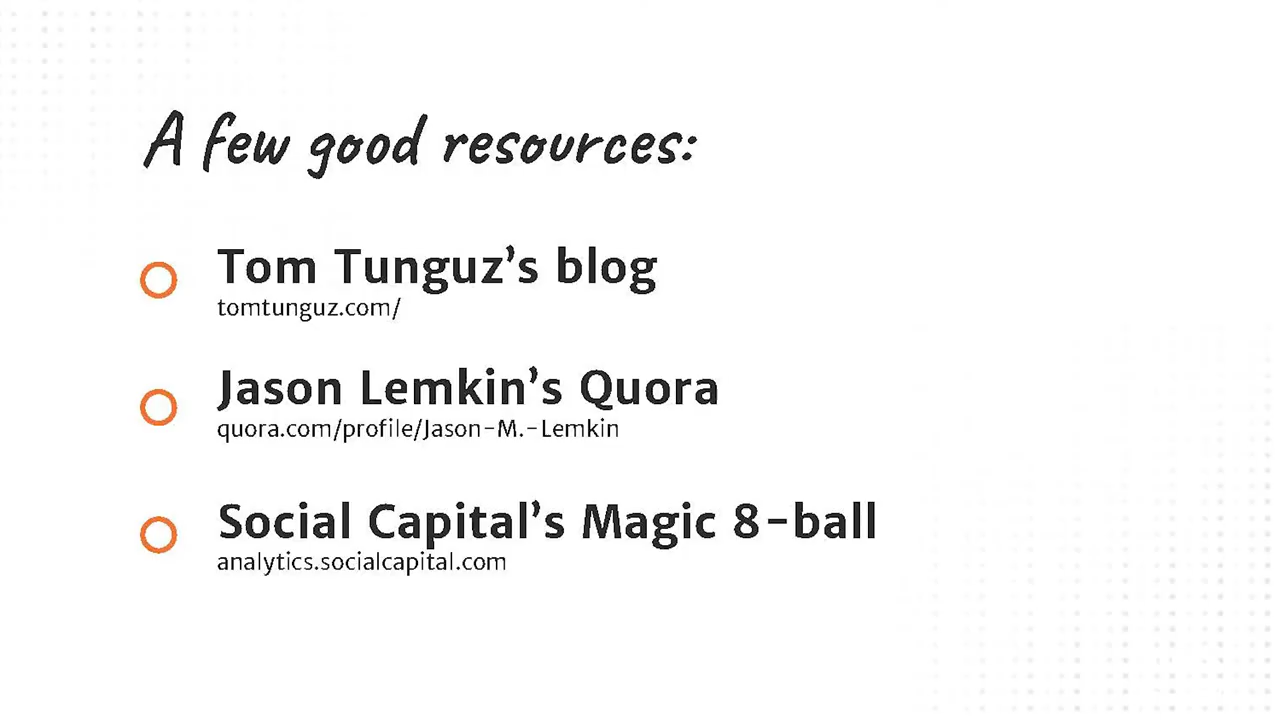 A few good resources:
Tom Tunguz’s blog
tomtunguz.com/
Jason Lemkin’s Quora
quora.com/profile/Jason-M.-Lemkin
Social Capital’s Magic 8-ball
analytics.socialcapital.com